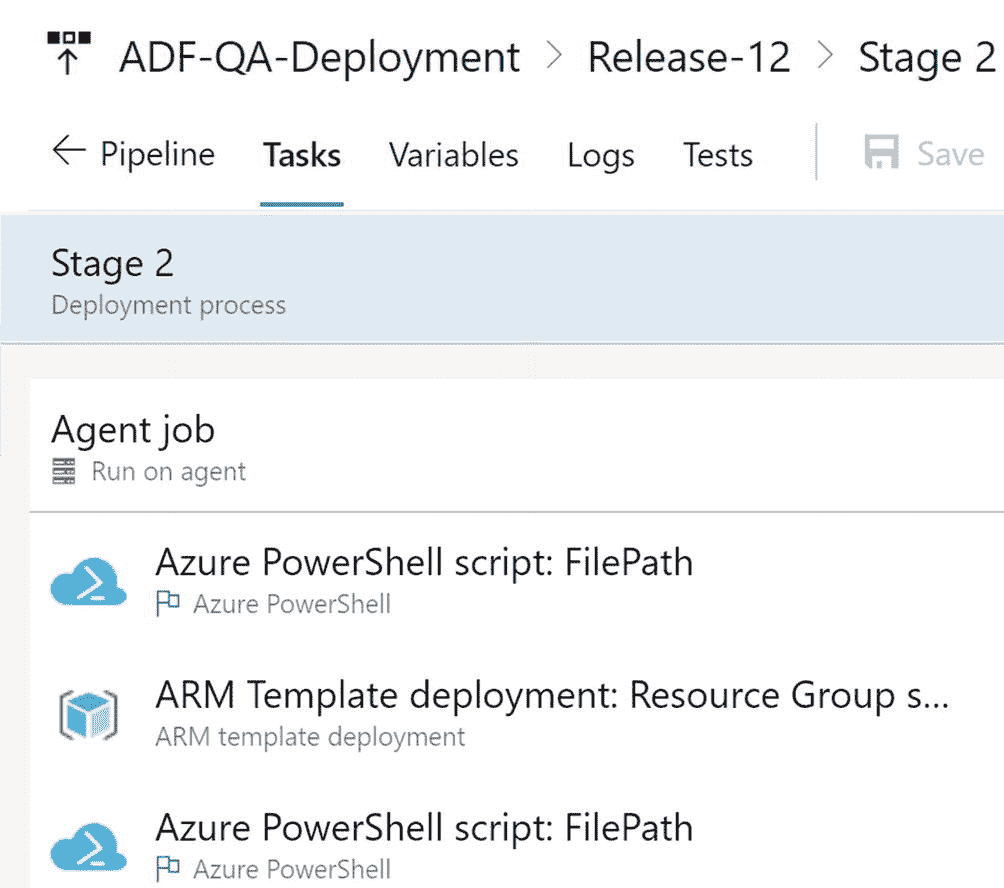 ADF-QA-Deployment > Release-12 > Stage 2
← Pipeline Tasks Variables Logs Tests Save
Stage 2
Deployment process
Agent job
Run on agent
Azure PowerShell script: FilePath
Azure PowerShell
ARM Template deployment: Resource Group s...
ARM template deployment
Azure PowerShell script: FilePath
Azure PowerShell